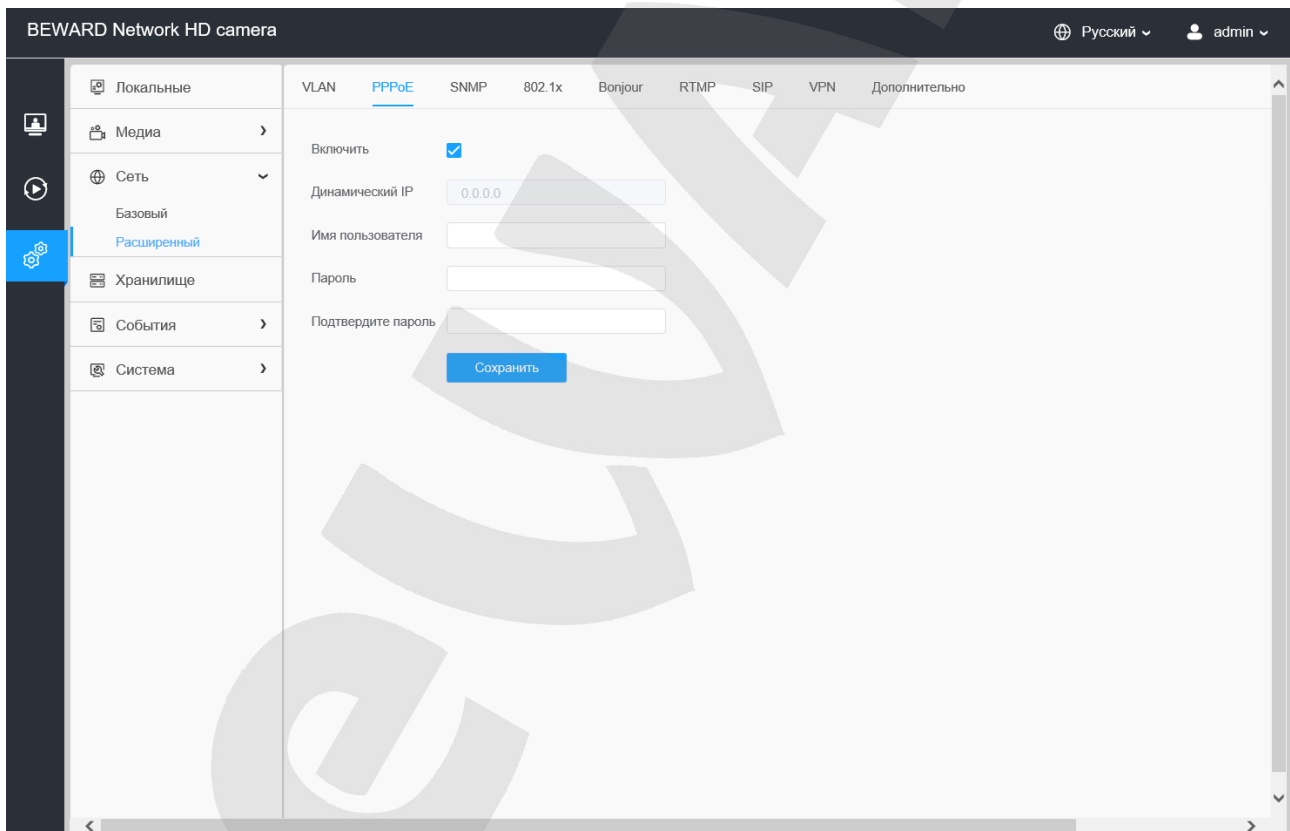 BEWARD Network HD camera
Русский
admin
Локальные
Медиа
Сеть
Базовый
Расширенный
Хранилище
События
Система
VLAN PPPoE SNMP 802.1x Bonjour RTMP SIP VPN Дополнительно
Включить
Динамический IP 0.0.0.0
Имя пользователя
Пароль
Подтвердите пароль
Сохранить